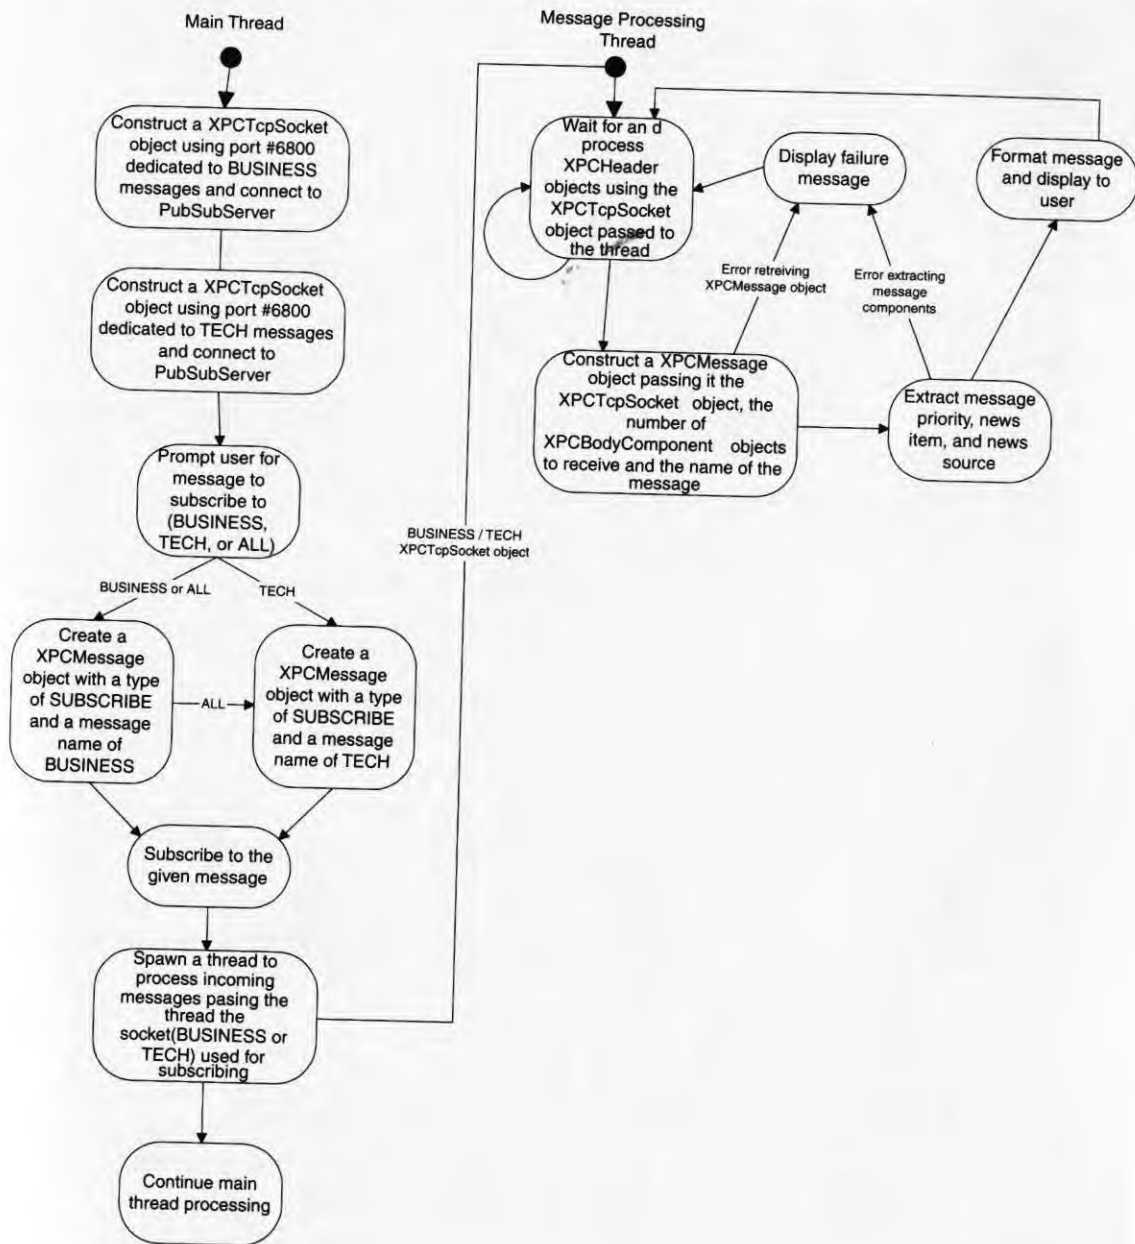 Main Thread
Construct a XPCTcpSocket
object using port #6800
dedicated to BUSINESS
messages and connect to
PubSubServer
Construct a XPCTcpSocket
object using port #6800
dedicated to TECH messages
and connect to
PubSubServer
Prompt user for
message to
subscribe to
(BUSINESS,
TECH, or ALL)
BUSINESS or ALL
TECH
Create a
XPCMessage
object with a type
of SUBSCRIBE
and a message
name of
BUSINESS
ALL
Create a
XPCMessage
object with a type
of SUBSCRIBE
and a message
name of TECH
Subscribe to the
given message
Spawn a thread to
process incoming
messages pasing the
thread the
socket(BUSINESS or
TECH) used for
subscribing
Continue main
thread processing
BUSINESS / TECH
XPCTcpSocket object
Message Processing
Thread
Wait for an d
process
XPCHeader
objects using the
XPCTcpSocket
object passed to
the thread
Display failure
message
Format message
and display to
user
Error retreiving
XPCMessage object
Error extracting
message
components
Construct a XPCMessage
object passing it the
XPCTcpSocket object, the
number of
XPCBodyComponent objects
to receive and the name of the
message
Extract message
priority, news
item, and news
source